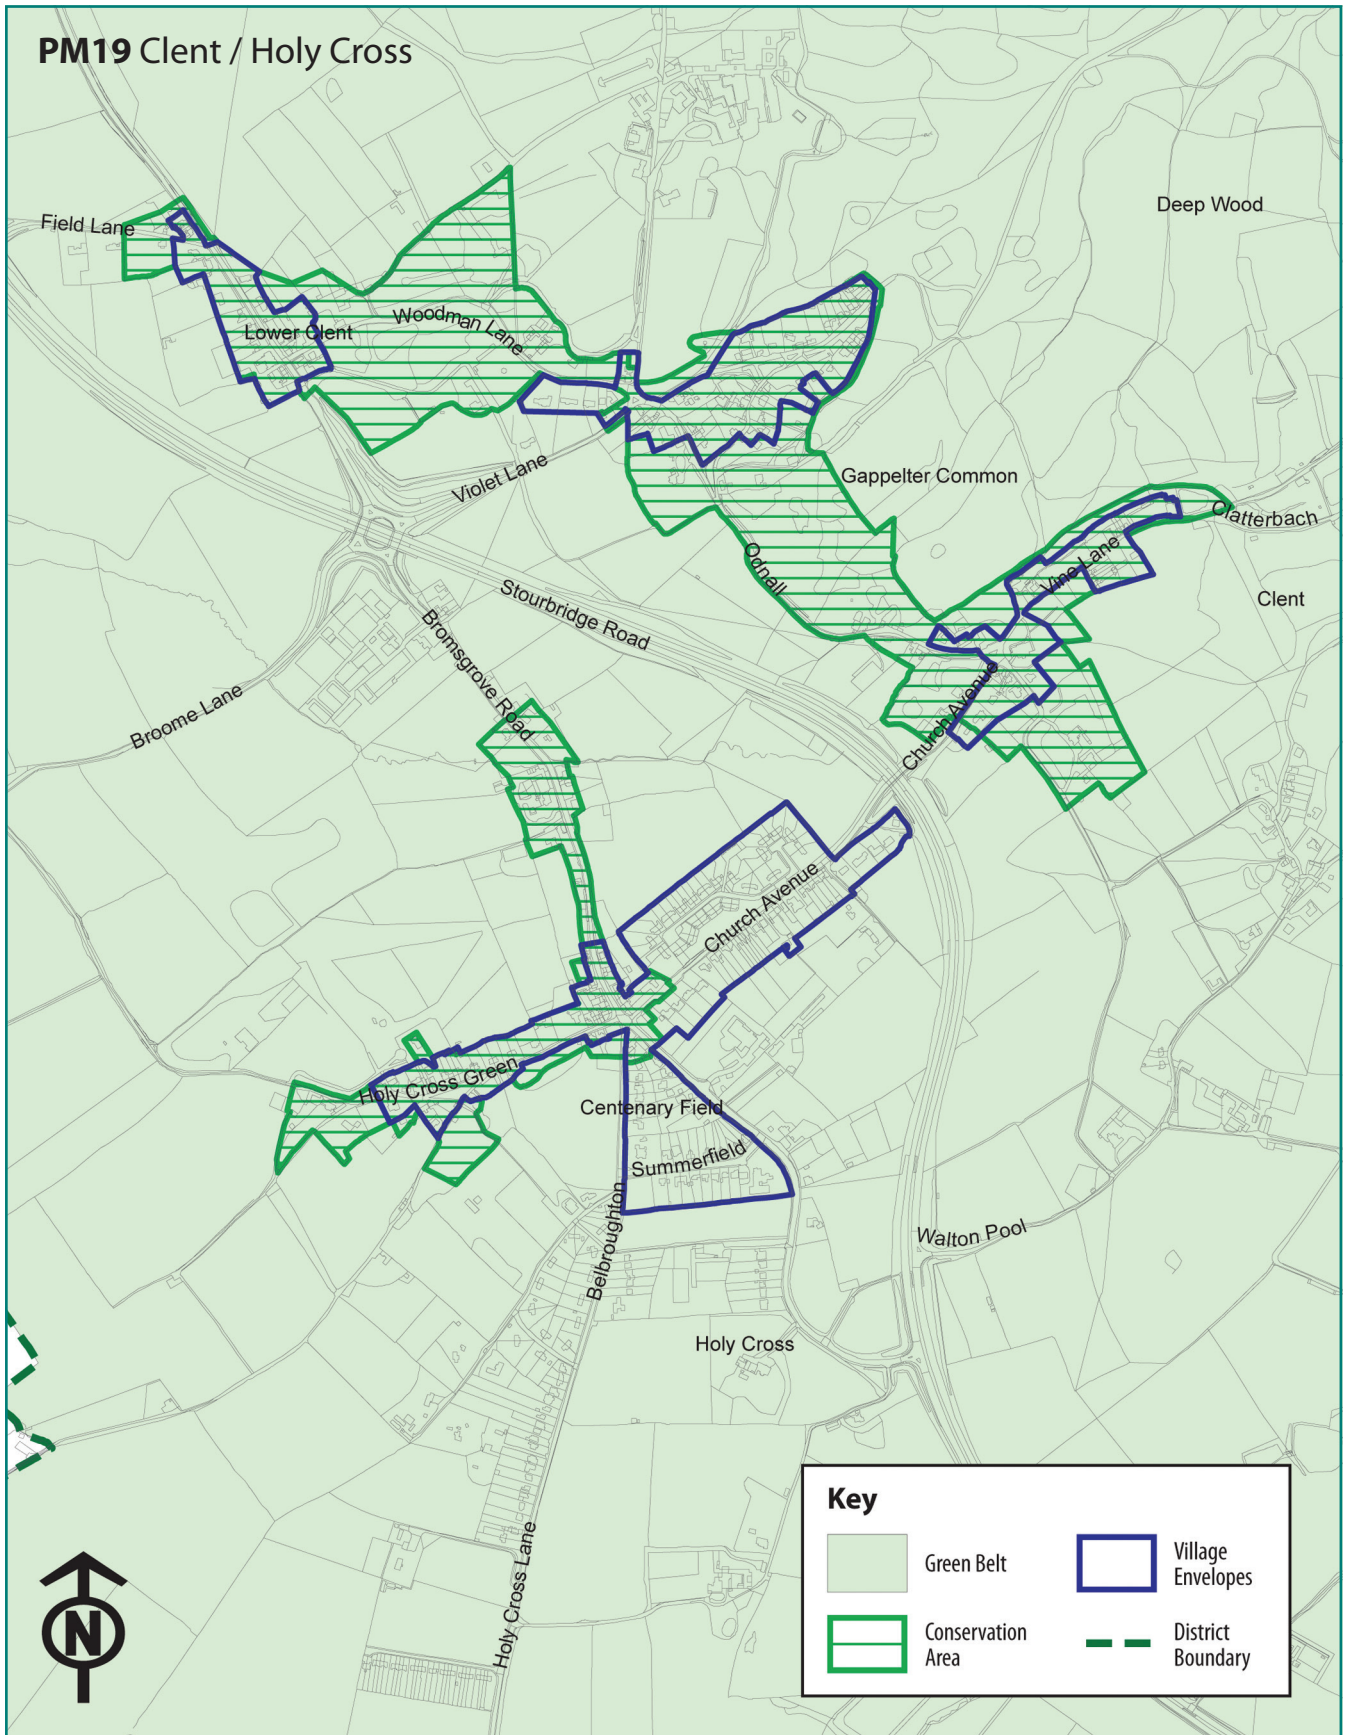 PM19 Clent / Holy Cross
Deep Wood
Field Lane
Woodman Lane
Lower Clent
Violet Lane
Gappelter Common
Clatterbach
Vine Lane
Odnall
Clent
Stourbridge Road
Bromsgrove Road
Broome Lane
Church Avenue
Church Avenue
Holy Cross Green
Centenary Field
Summerfield
Belbroughton
Walton Pool
Holy Cross
Holy Cross Lane
Key
Green Belt
Village
Envelopes
Conservation
Area
District
Boundary
N